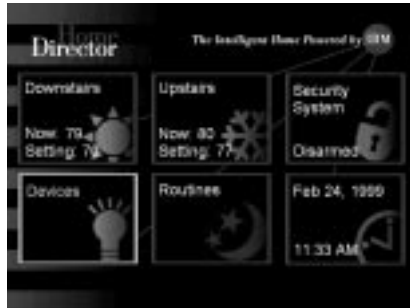 Home
Director
The Intelligent Home Powered by IBM
Downstairs
Now: 79
Setting:
Upstairs
Now: 80
Setting: 77
Security
System
Disarmed
Devices
Routines
Feb 24, 1999
11:33 AM